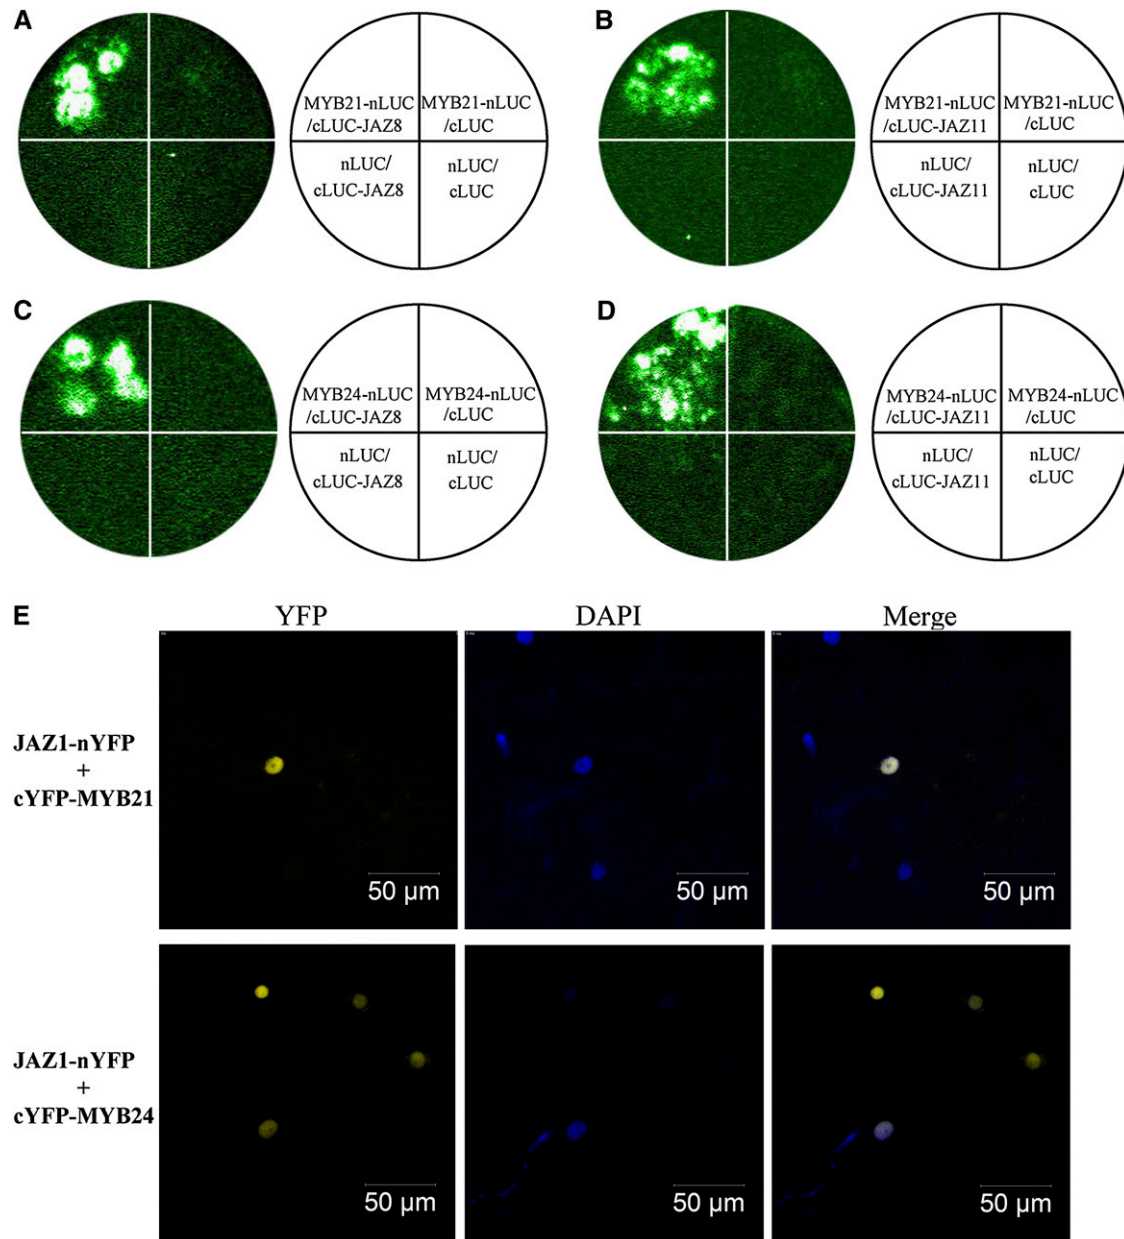 A
MYB21-nLUC
/cLUC-JAZ8
MYB21-nLUC
/cLUC
nLUC/
cLUC-JAZ8
nLUC/
cLUC
B
MYB21-nLUC
/cLUC-JAZ11
MYB21-nLUC
/cLUC
nLUC/
cLUC-JAZ11
nLUC/
cLUC
C
MYB24-nLUC
/cLUC-JAZ8
MYB24-nLUC
/cLUC
nLUC/
cLUC-JAZ8
nLUC/
cLUC
D
MYB24-nLUC
/cLUC-JAZ11
MYB24-nLUC
/cLUC
nLUC/
cLUC-JAZ11
nLUC/
cLUC
E
YFP
DAPI
Merge
JAZ1-nYFP
+
cYFP-MYB21
50 µm
50 µm
50 µm
JAZ1-nYFP
+
cYFP-MYB24
50 µm
50 µm
50 µm